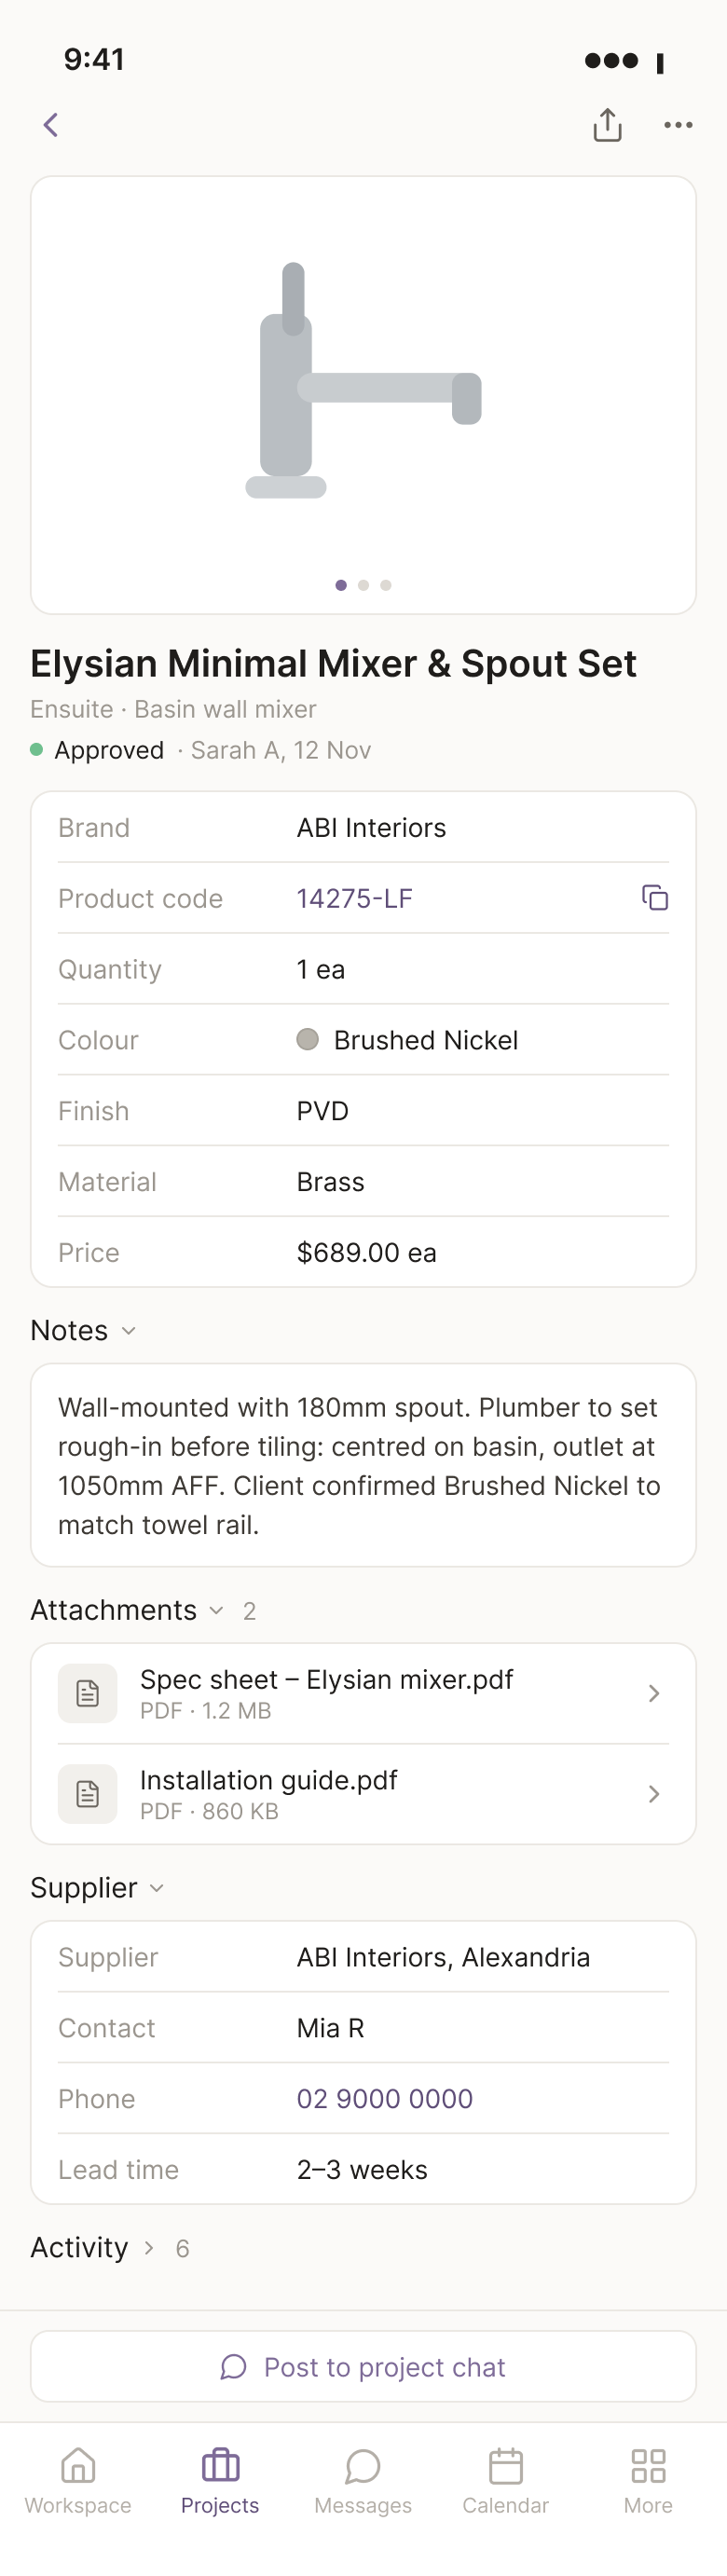 9:41
Elysian Minimal Mixer & Spout Set
Ensuite · Basin wall mixer
Approved · Sarah A, 12 Nov
Brand ABI Interiors
Product code 14275-LF
Quantity 1 ea
Colour Brushed Nickel
Finish PVD
Material Brass
Price $689.00 ea
Notes
Wall-mounted with 180mm spout. Plumber to set
rough-in before tiling: centred on basin, outlet at
1050mm AFF. Client confirmed Brushed Nickel to
match towel rail.
Attachments 2
Spec sheet – Elysian mixer.pdf
PDF · 1.2 MB
Installation guide.pdf
PDF · 860 KB
Supplier
Supplier ABI Interiors, Alexandria
Contact Mia R
Phone 02 9000 0000
Lead time 2–3 weeks
Activity 6
Post to project chat
Workspace Projects Messages Calendar More